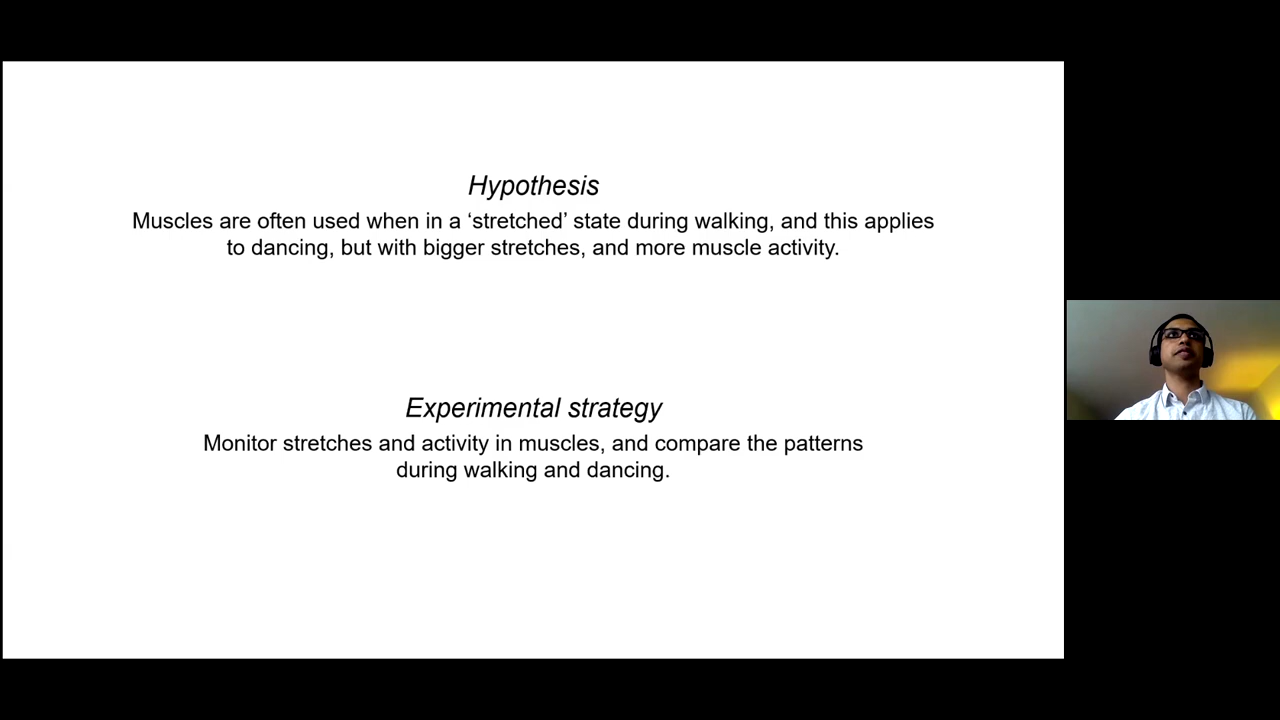 Hypothesis
Muscles are often used when in a ‘stretched’ state during walking, and this applies
to dancing, but with bigger stretches, and more muscle activity.
Experimental strategy
Monitor stretches and activity in muscles, and compare the patterns
during walking and dancing.